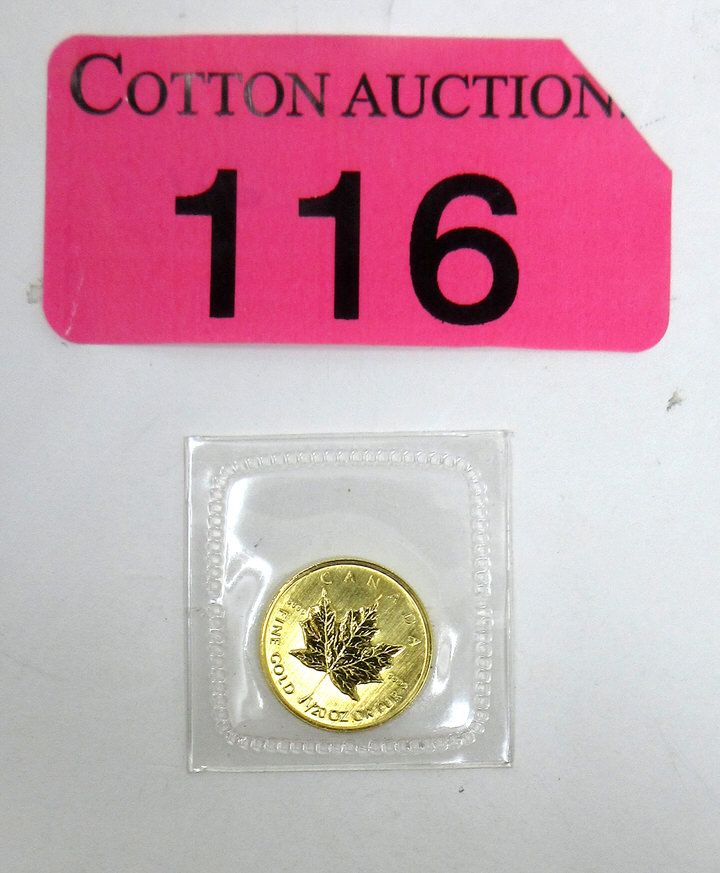 COTTON AUCTION
116
CANADA
FINE GOLD 1/20 OZ OR PUR